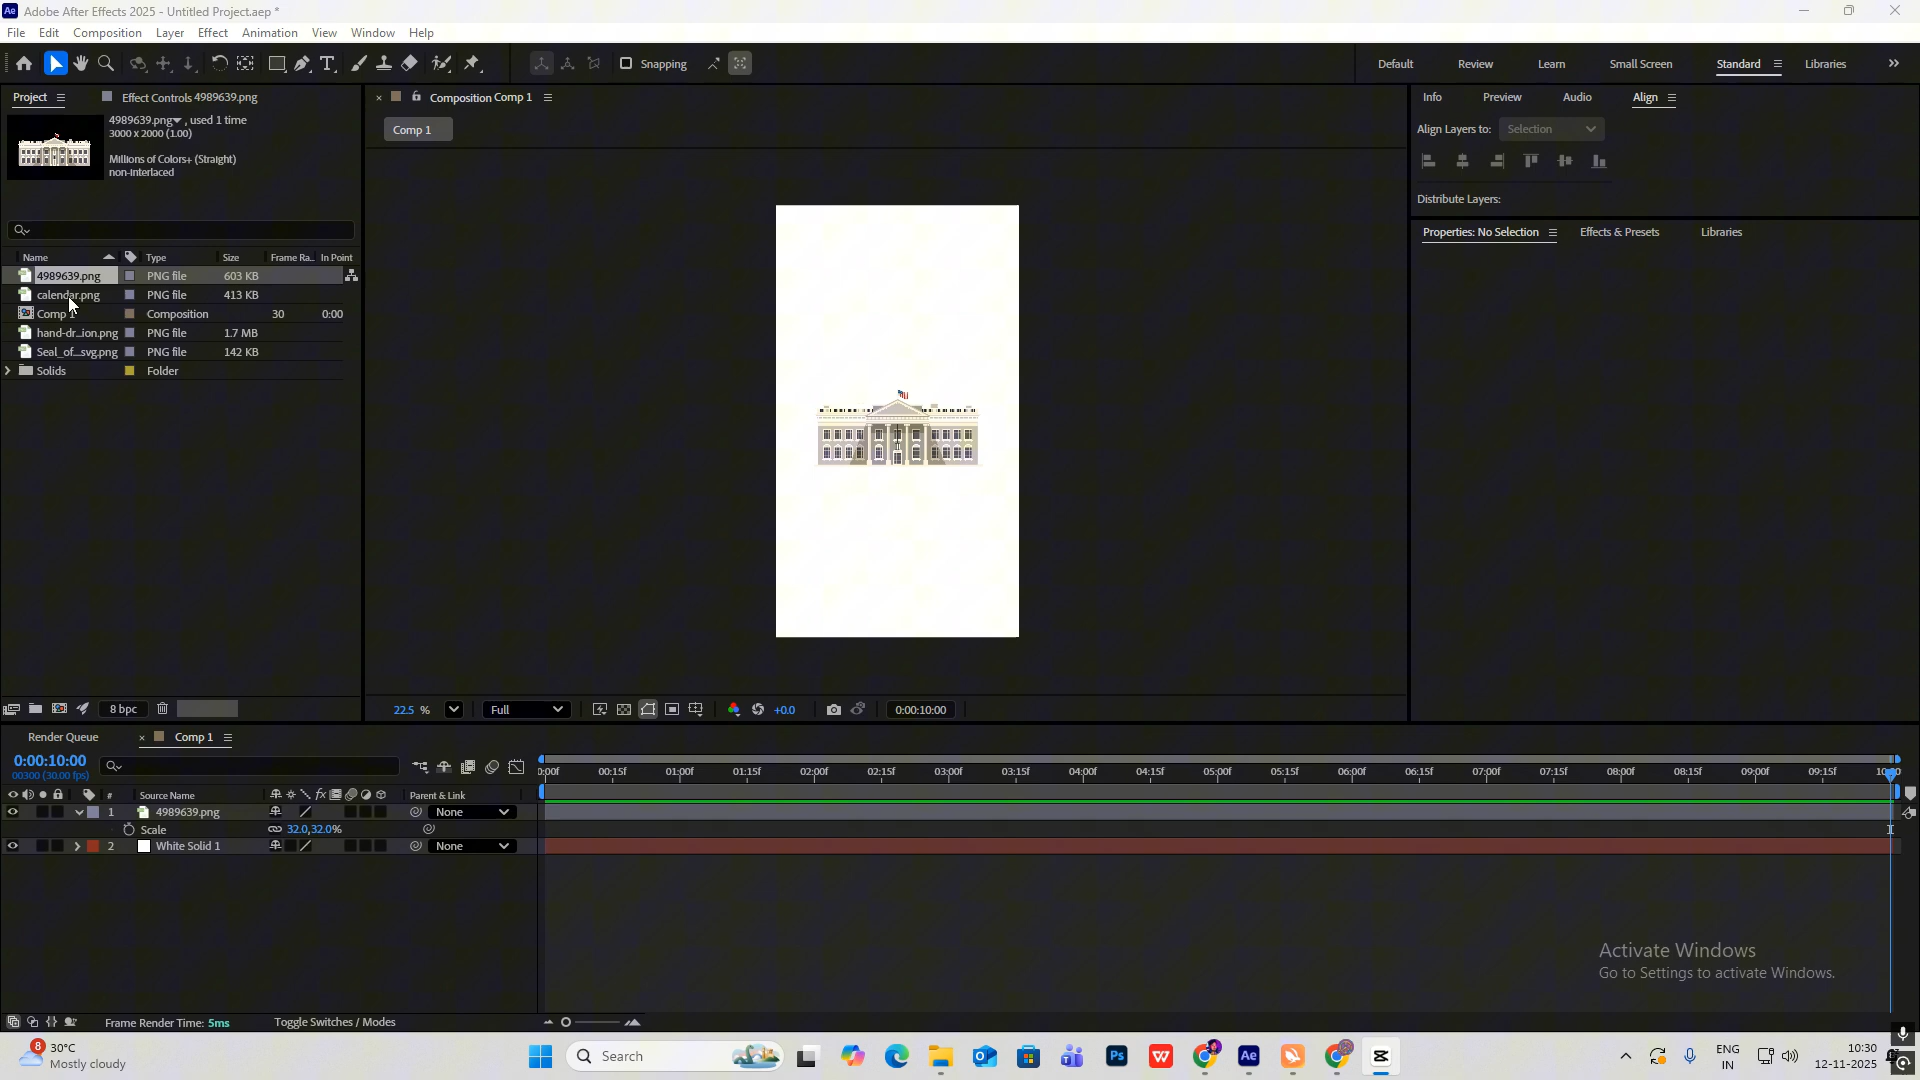 Ae Adobe After Effects 2025 - Untitled Project.aep *
File Edit Composition Layer Effect Animation View Window Help
Snapping
Default Review Learn Small Screen Standard Libraries
Project Effect Controls 4989639.png
4989639.png, used 1 time
3000 x 2000 (1.00)
Millions of Colors+ (Straight)
non-interlaced
Name Type Size Frame Ra.. In Point
4989639.png PNG file 603 KB
calendar.png PNG file 413 KB
Comp 1 Composition 30 0:00
hand-dr...ion.png PNG file 1.7 MB
Seal_of...svg.png PNG file 142 KB
Solids Folder
8 bpc
Composition Comp 1
Comp 1
22.5 % Full +0.0 0:00:10:00
Info Preview Audio Align
Align Layers to: Selection
Distribute Layers:
Properties: No Selection Effects & Presets Libraries
Render Queue Comp 1
0:00:10:00
00300 (30.00 fps)
0:00f 00:15f 01:00f 01:15f 02:00f 02:15f 03:00f 03:15f 04:00f 04:15f 05:00f 05:15f 06:00f 06:15f 07:00f 07:15f 08:00f 08:15f 09:00f 09:15f
# Source Name fx Parent & Link
1 4989639.png None
Scale 32.0,32.0%
2 White Solid 1 None
Activate Windows
Go to Settings to activate Windows.
Frame Render Time: 5ms Toggle Switches / Modes
8
30°C
Mostly cloudy
Search
Ps
W
Ae
ENG
IN
10:30
12-11-2025